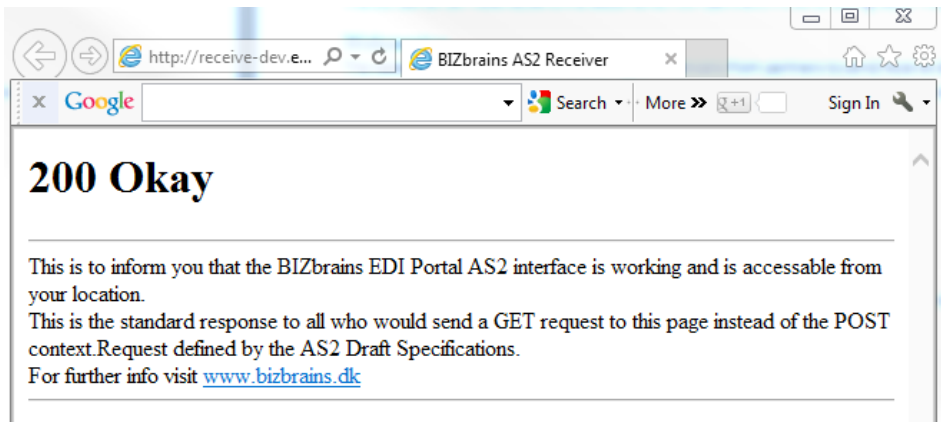 http://receive-dev.e...
BIZbrains AS2 Receiver
Google
Search
More »
+1
Sign In
200 Okay
This is to inform you that the BIZbrains EDI Portal AS2 interface is working and is accessable from
your location.
This is the standard response to all who would send a GET request to this page instead of the POST
context.Request defined by the AS2 Draft Specifications.
For further info visit www.bizbrains.dk